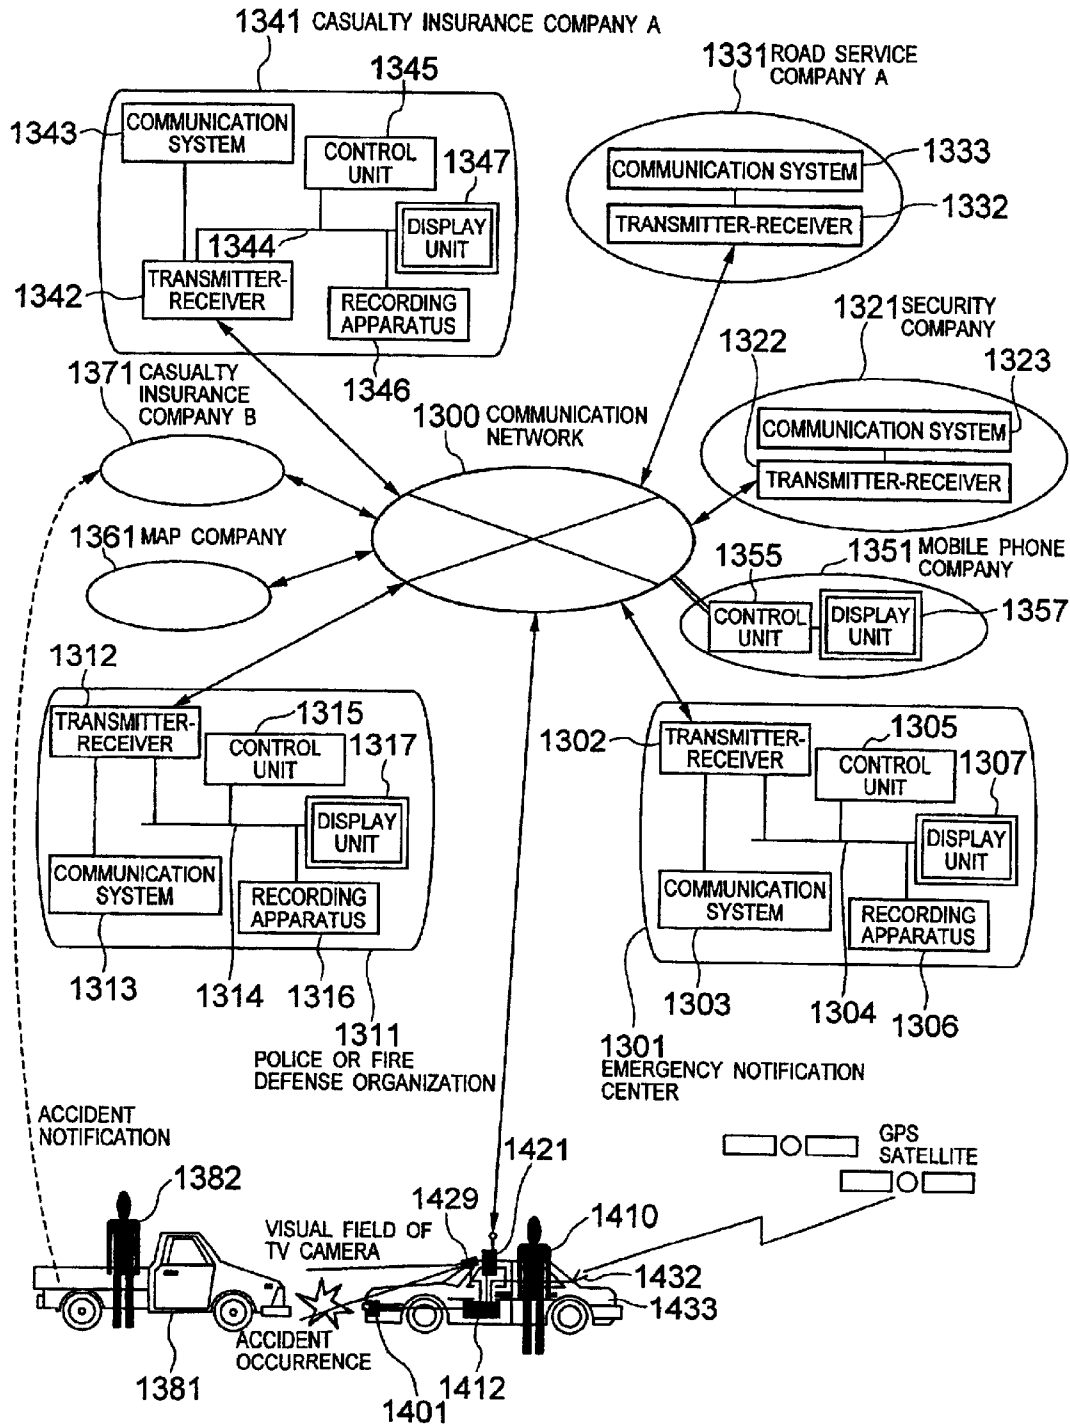 1341 CASUALTY INSURANCE COMPANY A
1345
1343
COMMUNICATION
SYSTEM
CONTROL
UNIT
1347
DISPLAY
UNIT
1344
1342
TRANSMITTER-
RECEIVER
RECORDING
APPARATUS
1346
1331 ROAD SERVICE
COMPANY A
COMMUNICATION SYSTEM
1333
TRANSMITTER-RECEIVER
1332
1321 SECURITY
COMPANY
1322
1323
COMMUNICATION SYSTEM
TRANSMITTER-RECEIVER
1371 CASUALTY
INSURANCE
COMPANY B
1300 COMMUNICATION
NETWORK
1361 MAP COMPANY
1355
1351 MOBILE PHONE
COMPANY
CONTROL
UNIT
DISPLAY
UNIT
1357
1312
TRANSMITTER-
RECEIVER
1315
CONTROL
UNIT
1317
DISPLAY
UNIT
COMMUNICATION
SYSTEM
RECORDING
APPARATUS
1313
1314
1316
1311
POLICE OR FIRE
DEFENSE ORGANIZATION
1302
TRANSMITTER-
RECEIVER
1305
CONTROL
UNIT
1307
DISPLAY
UNIT
COMMUNICATION
SYSTEM
RECORDING
APPARATUS
1303
1304
1306
1301
EMERGENCY NOTIFICATION
CENTER
ACCIDENT
NOTIFICATION
1382
VISUAL FIELD OF
TV CAMERA
1429
1421
1410
GPS
SATELLITE
1432
1433
ACCIDENT
OCCURRENCE
1381
1401
1412